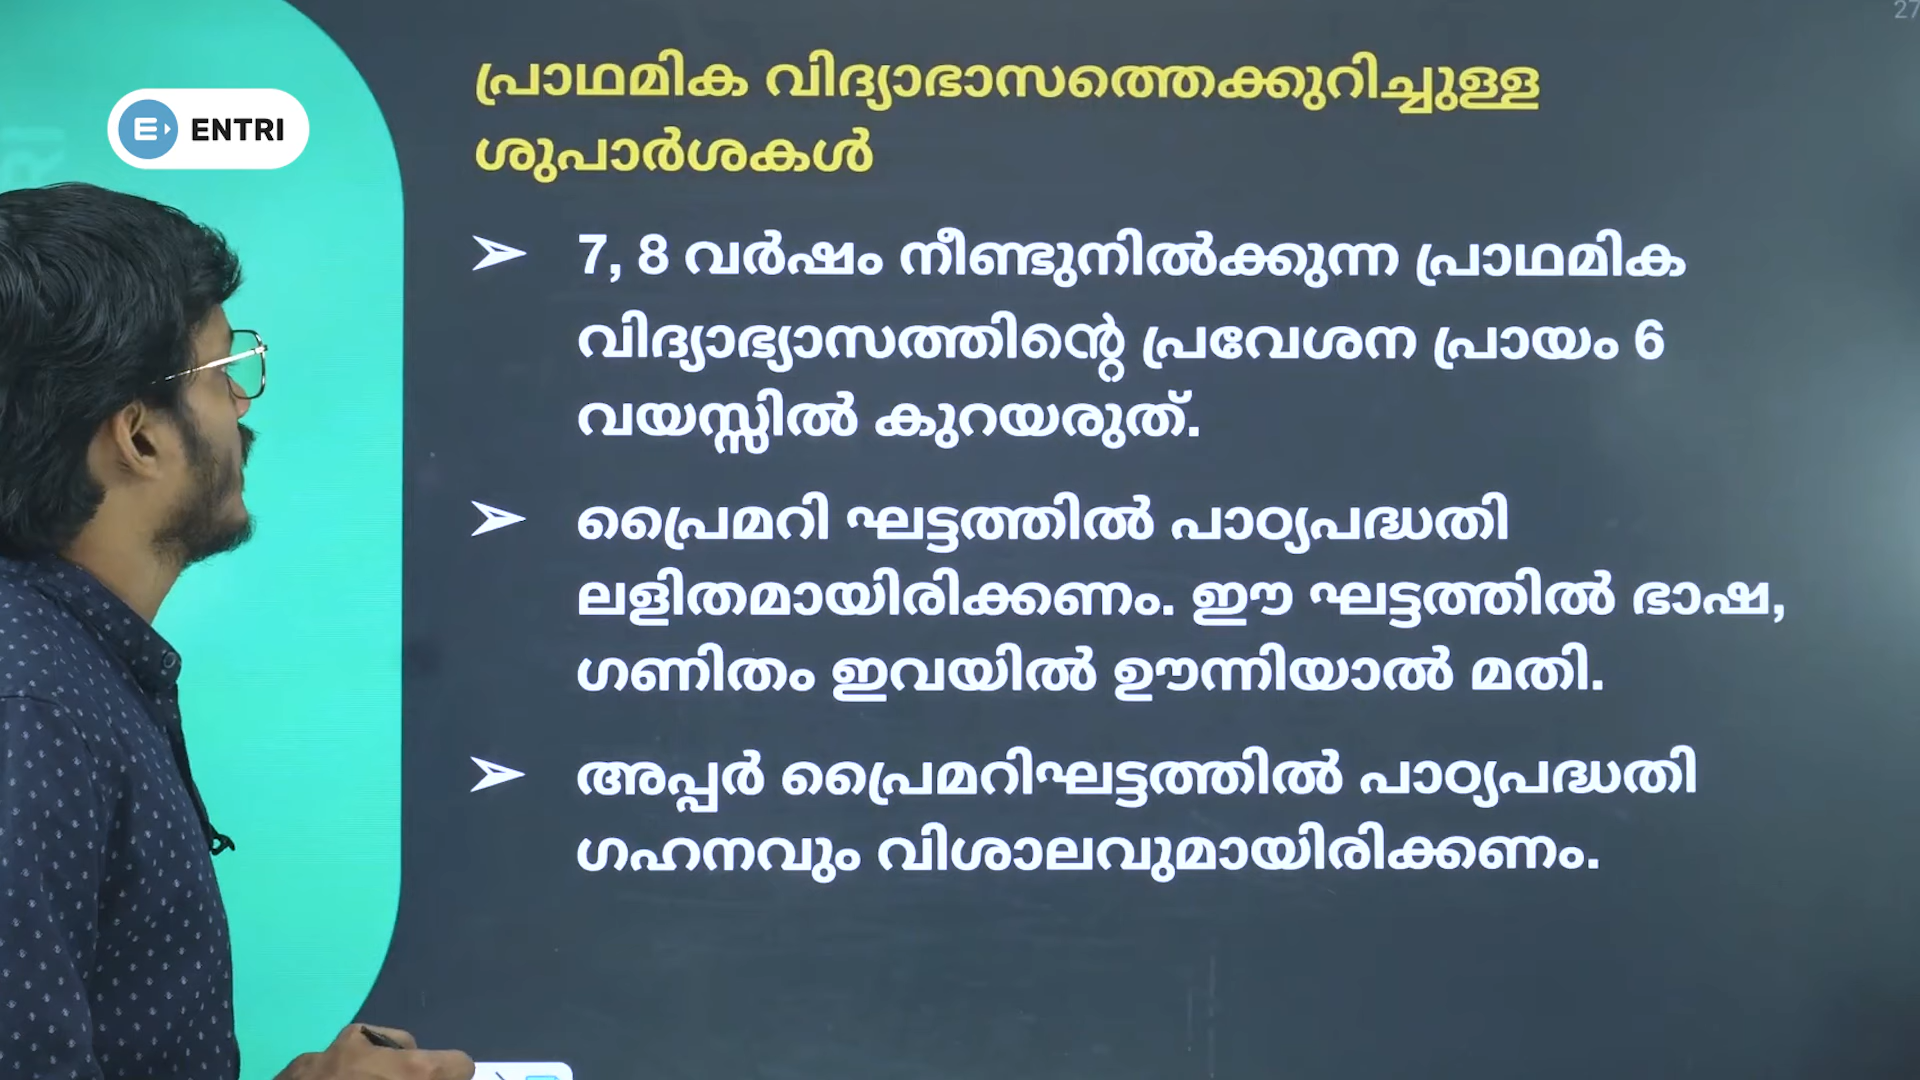 27
ENTRI
പ്രാഥമിക വിദ്യാഭാസത്തെക്കുറിച്ചുള്ള
ശുപാർശകൾ
7, 8 വർഷം നീണ്ടുനിൽക്കുന്ന പ്രാഥമിക
വിദ്യാഭ്യാസത്തിന്റെ പ്രവേശന പ്രായം 6
വയസ്സിൽ കുറയരുത്.
പ്രൈമറി ഘട്ടത്തിൽ പാഠ്യപദ്ധതി
ലളിതമായിരിക്കണം. ഈ ഘട്ടത്തിൽ ഭാഷ,
ഗണിതം ഇവയിൽ ഊന്നിയാൽ മതി.
അപ്പർ പ്രൈമറിഘട്ടത്തിൽ പാഠ്യപദ്ധതി
ഗഹനവും വിശാലവുമായിരിക്കണം.